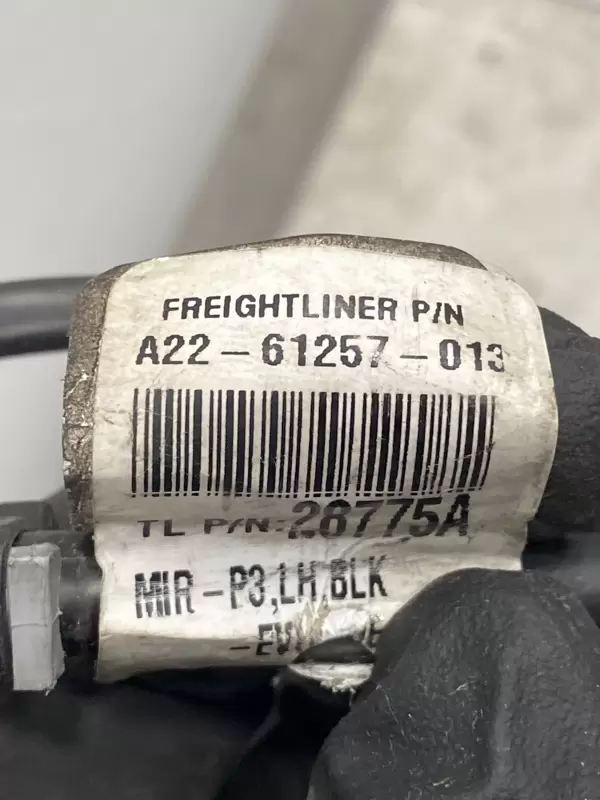 FREIGHTLINER P/N
A22-61257-013
TL P/N: 28775A
MIR-P3,LH,BLK